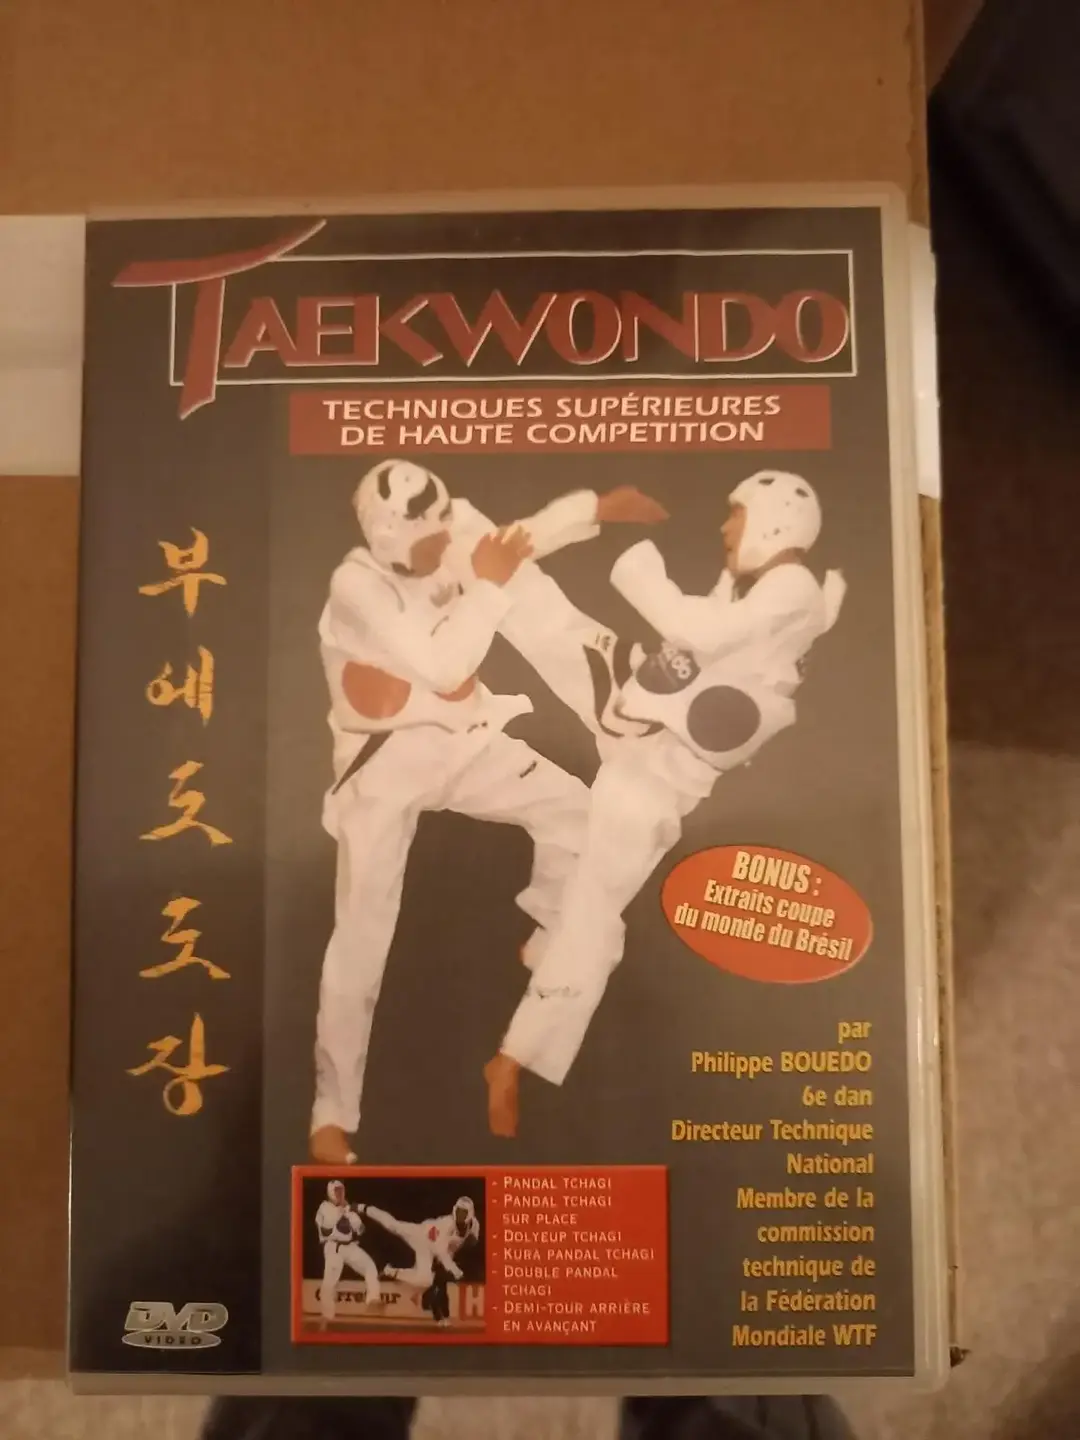 TAEKWONDO
TECHNIQUES SUPÉRIEURES
DE HAUTE COMPETITION
부
에
도
도
장
BONUS :
Extraits coupe
du monde du Brésil
par
Philippe BOUEDO
6e dan
Directeur Technique
National
Membre de la
commission
technique de
la Fédération
Mondiale WTF
- PANDAL TCHAGI
- PANDAL TCHAGI
SUR PLACE
- DOLYEUP TCHAGI
- KURA PANDAL TCHAGI
- DOUBLE PANDAL
TCHAGI
- DEMI-TOUR ARRIÈRE
EN AVANÇANT
Carrefour
DVD
VIDEO